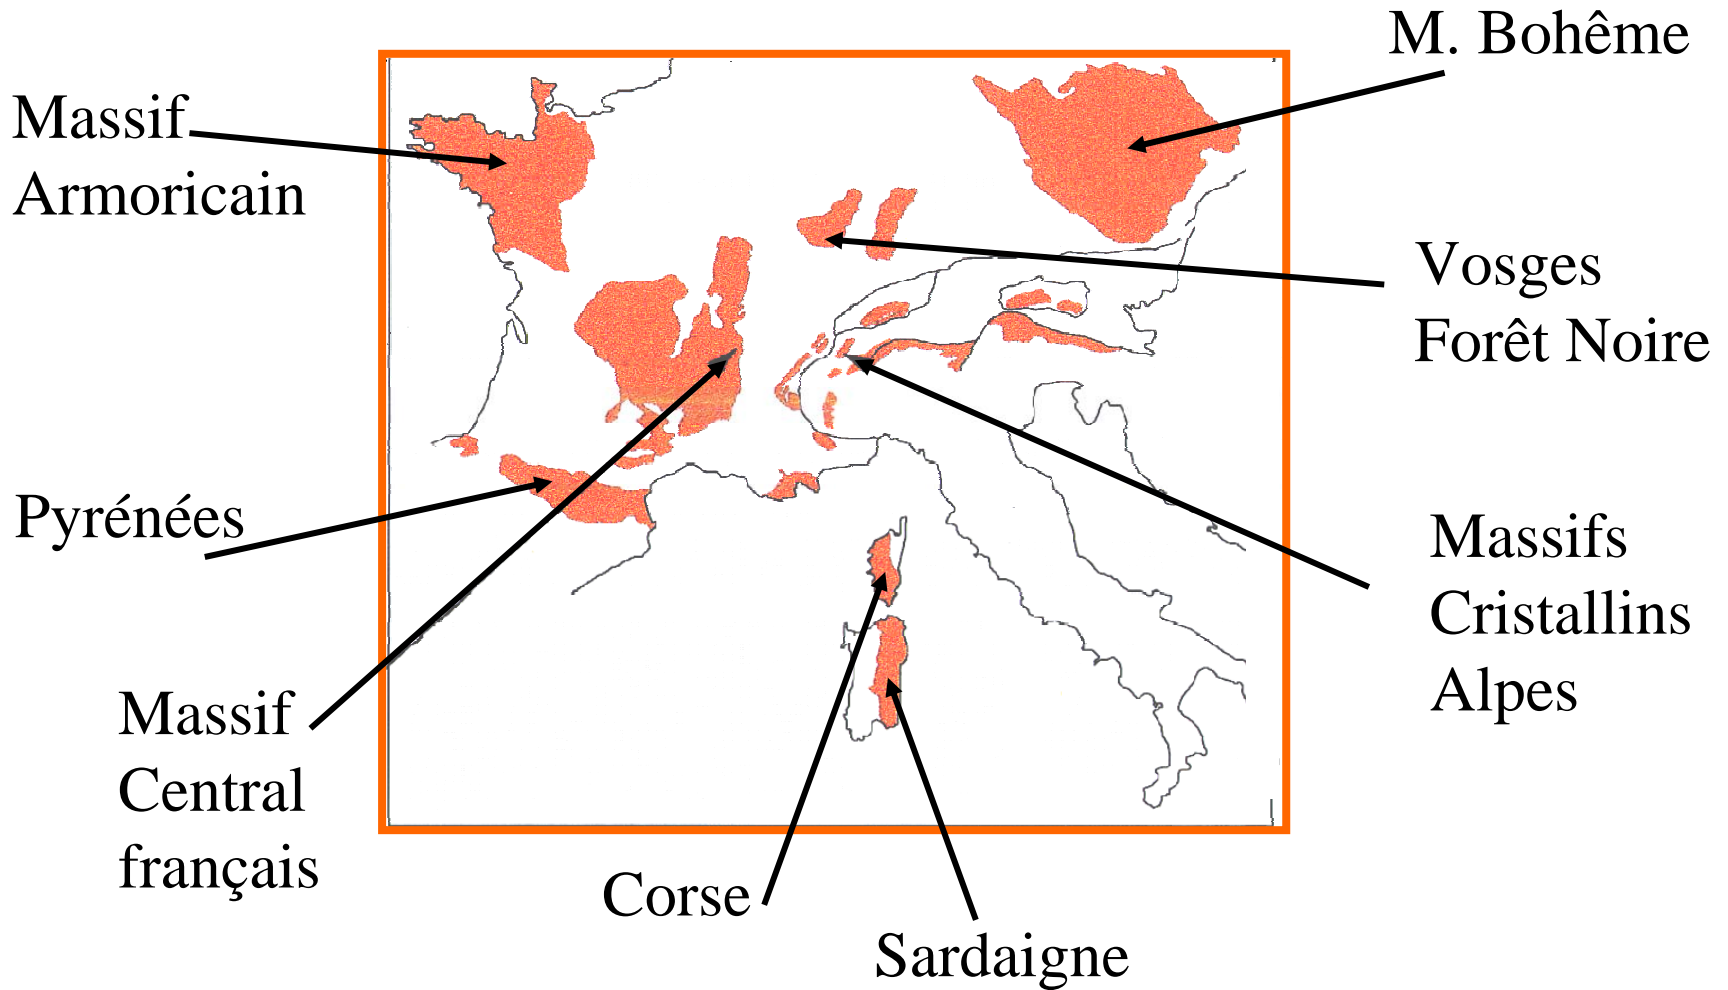 M. Bohême
Massif
Armoricain
Vosges
Forêt Noire
Pyrénées
Massifs
Cristallins
Alpes
Massif
Central
français
Corse
Sardaigne